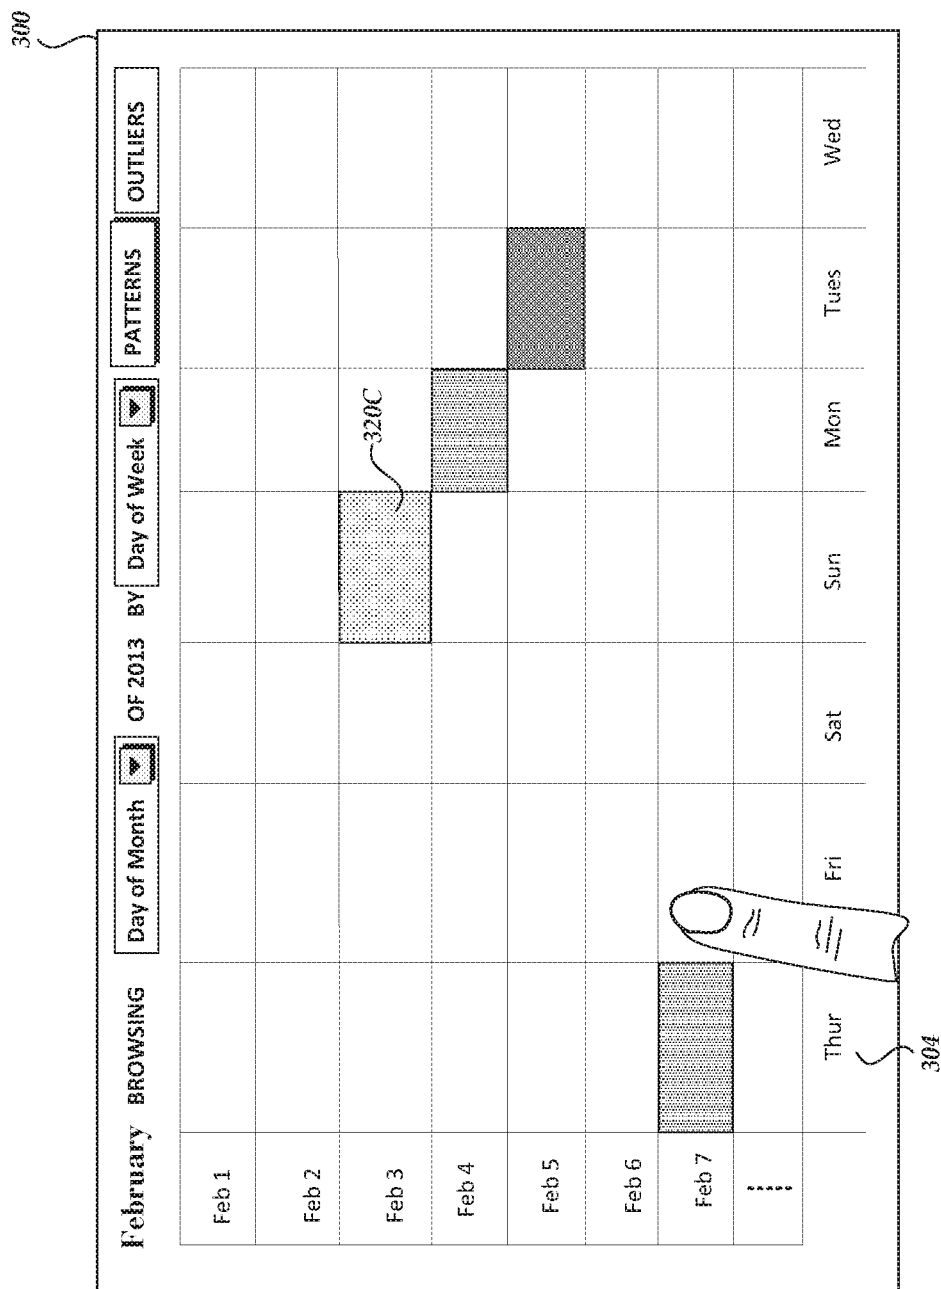 300
February BROWSING Day of Month OF 2013 BY Day of Week PATTERNS OUTLIERS
Feb 1
Feb 2
Feb 3
320C
Feb 4
Feb 5
Feb 6
Feb 7
Thur Fri Sat Sun Mon Tues Wed
304